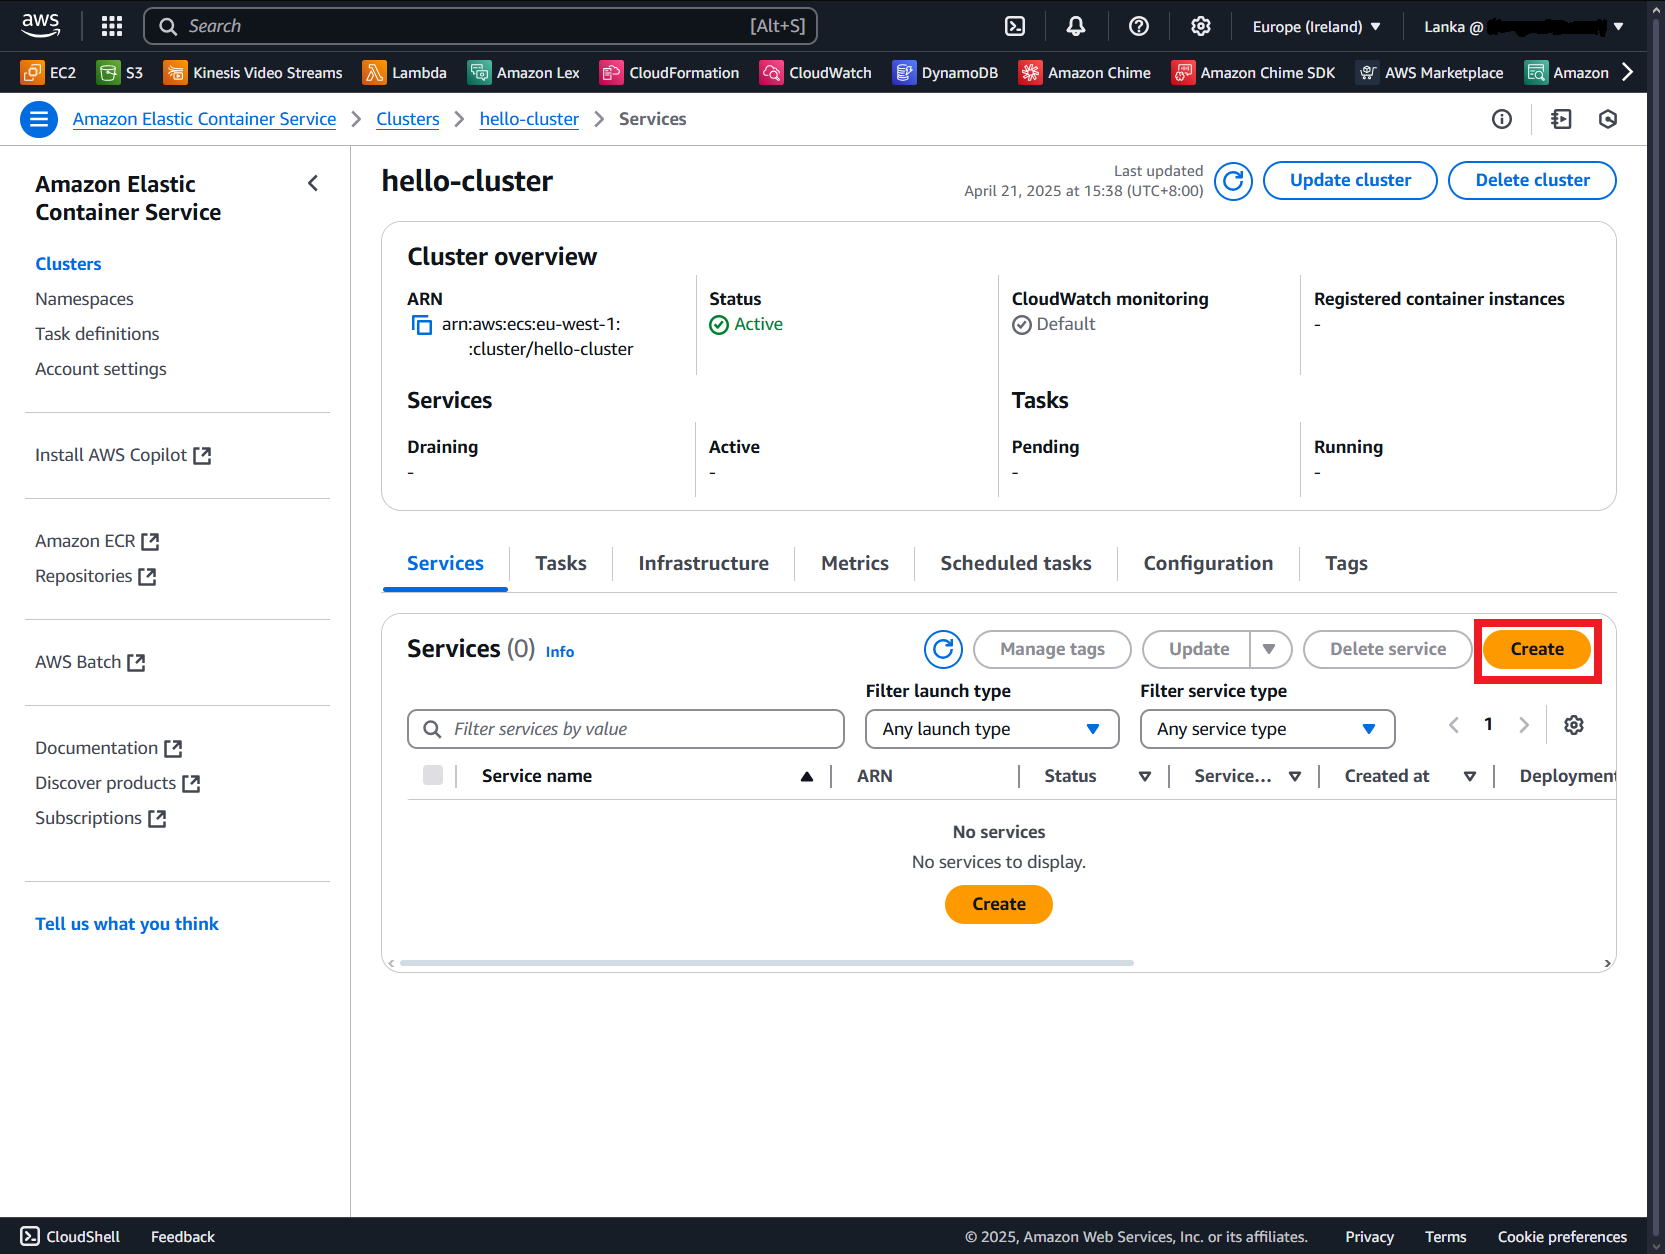 aws
Search [Alt+S]
Europe (Ireland)
Lanka @
EC2 S3 Kinesis Video Streams Lambda Amazon Lex CloudFormation CloudWatch DynamoDB Amazon Chime Amazon Chime SDK AWS Marketplace Amazon
Amazon Elastic Container Service > Clusters > hello-cluster > Services
Amazon Elastic
Container Service
Clusters
Namespaces
Task definitions
Account settings
Install AWS Copilot
Amazon ECR
Repositories
AWS Batch
Documentation
Discover products
Subscriptions
Tell us what you think
hello-cluster
Last updated
April 21, 2025 at 15:38 (UTC+8:00)
Update cluster
Delete cluster
Cluster overview
ARN
arn:aws:ecs:eu-west-1:
:cluster/hello-cluster
Status
Active
CloudWatch monitoring
Default
Registered container instances
-
Services
Draining
-
Active
-
Tasks
Pending
-
Running
-
Services Tasks Infrastructure Metrics Scheduled tasks Configuration Tags
Services (0) Info
Manage tags
Update
Delete service
Create
Filter services by value
Filter launch type
Any launch type
Filter service type
Any service type
1
Service name ARN Status Service... Created at Deployment
No services
No services to display.
Create
CloudShell Feedback
© 2025, Amazon Web Services, Inc. or its affiliates. Privacy Terms Cookie preferences